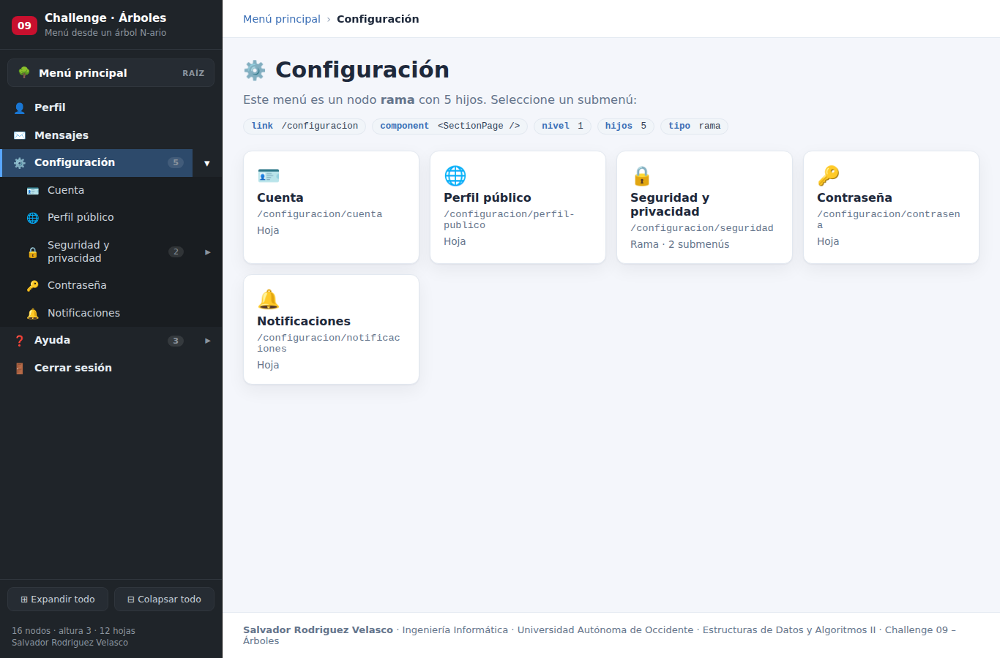 09
Challenge · Árboles
Menú desde un árbol N-ario
Menú principal
RAÍZ
Perfil
Mensajes
Configuración
5
▼
Cuenta
Perfil público
Seguridad y
privacidad
2
▶
Contraseña
Notificaciones
Ayuda
3
▶
Cerrar sesión
⊞ Expandir todo
⊟ Colapsar todo
16 nodos · altura 3 · 12 hojas
Salvador Rodriguez Velasco
Menú principal › Configuración
Configuración
Este menú es un nodo rama con 5 hijos. Seleccione un submenú:
link /configuracion
component <SectionPage />
nivel 1
hijos 5
tipo rama
Cuenta
/configuracion/cuenta
Hoja
Perfil público
/configuracion/perfil-
publico
Hoja
Seguridad y
privacidad
/configuracion/seguridad
Rama · 2 submenús
Contraseña
/configuracion/contrasen
a
Hoja
Notificaciones
/configuracion/notificac
iones
Hoja
Salvador Rodriguez Velasco · Ingeniería Informática · Universidad Autónoma de Occidente · Estructuras de Datos y Algoritmos II · Challenge 09 –
Árboles